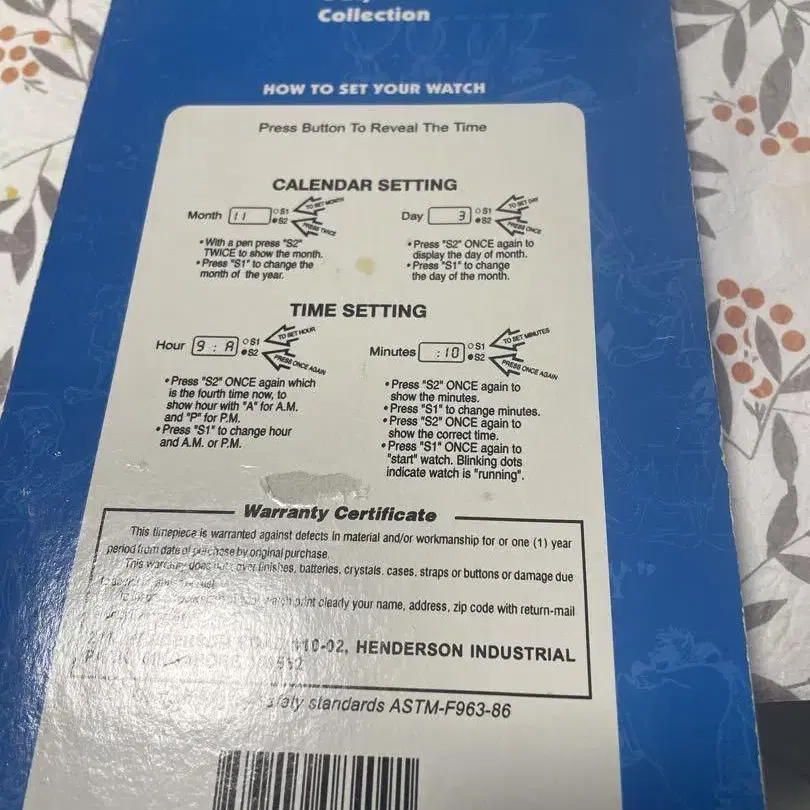 Collection
HOW TO SET YOUR WATCH
Press Button To Reveal The Time
CALENDAR SETTING
Month 11 S1 TO SET MONTH
S2 PRESS TWICE
• With a pen press "S2"
TWICE to show the month.
• Press "S1" to change the
month of the year.
Day 3 S1 TO SET DAY
S2 PRESS ONCE
• Press "S2" ONCE again to
display the day of month.
• Press "S1" to change
the day of the month.
TIME SETTING
Hour 9 : A S1 TO SET HOUR
S2 PRESS ONCE AGAIN
• Press "S2" ONCE again which
is the fourth time now, to
show hour with "A" for A.M.
and "P" for P.M.
• Press "S1" to change hour
and A.M. or P.M.
Minutes :10 S1 TO SET MINUTES
S2 PRESS ONCE AGAIN
• Press "S2" ONCE again to
show the minutes.
• Press "S1" to change minutes.
• Press "S2" ONCE again to
show the correct time.
• Press "S1" ONCE again to
"start" watch. Blinking dots
indicate watch is "running".
Warranty Certificate
This timepiece is warranted against defects in material and/or workmanship for or one (1) year
period from date of purchase by original purchase.
This warranty does not cover finishes, batteries, crystals, cases, straps or buttons or damage due
print clearly your name, address, zip code with return-mail
110-02, HENDERSON INDUSTRIAL
standards ASTM-F963-86